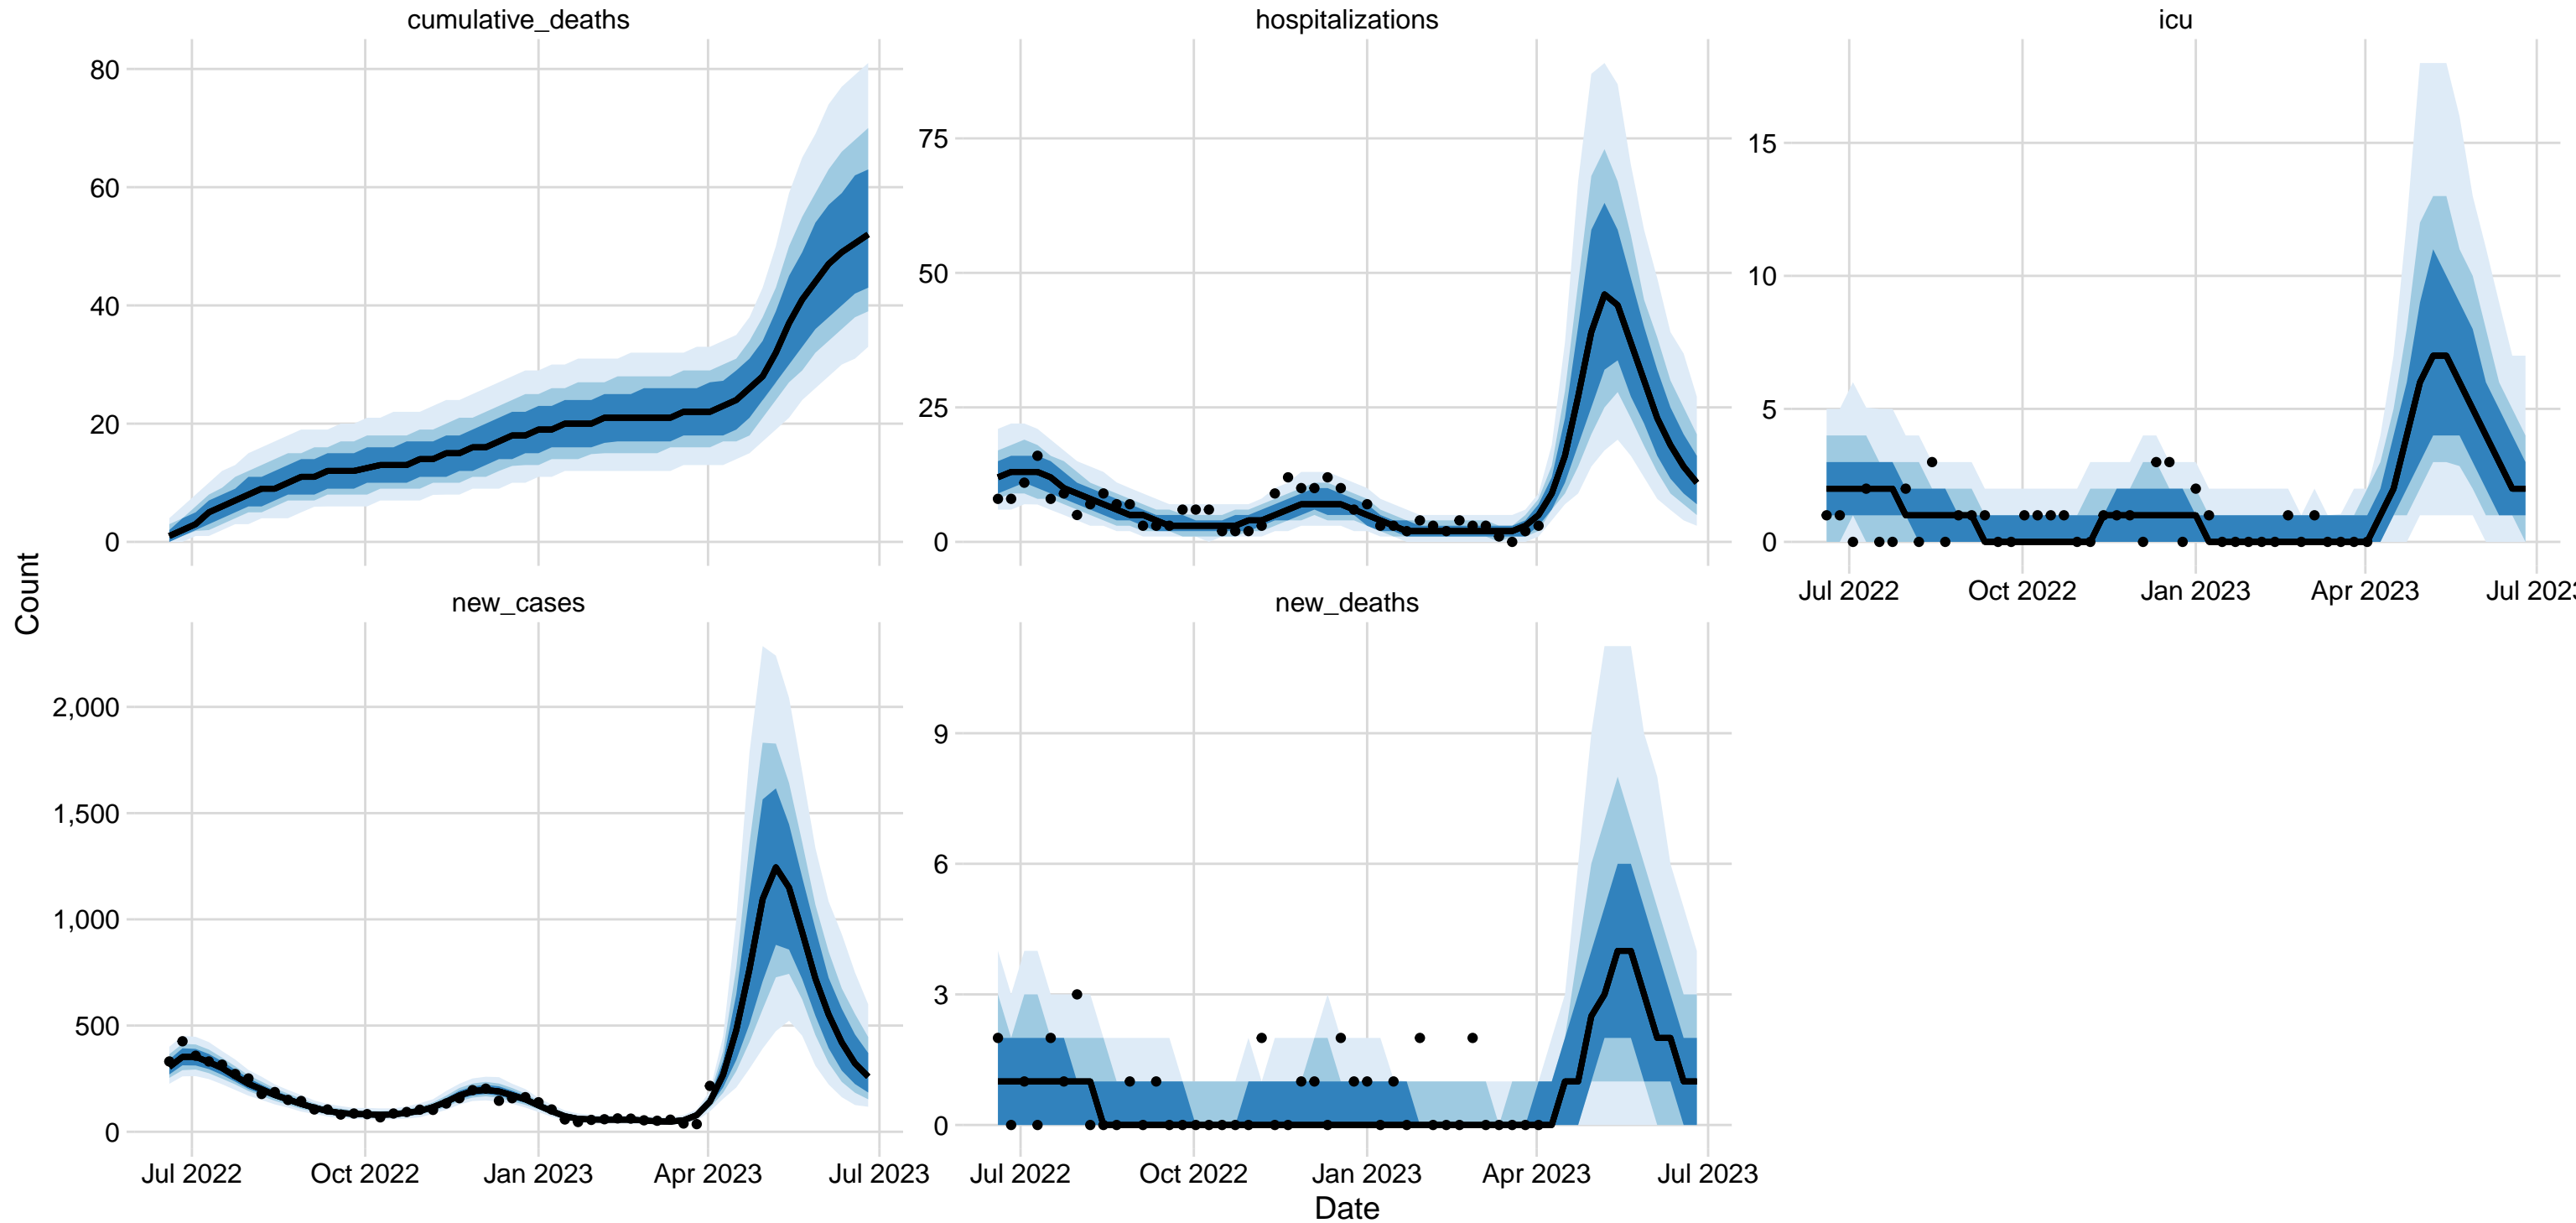 cumulative_deaths
hospitalizations
icu
80
60
40
20
0
75
50
25
0
15
10
5
0
Jul 2022 Oct 2022 Jan 2023 Apr 2023 Jul 2023
Count
new_cases
new_deaths
2,000
1,500
1,000
500
0
9
6
3
0
Jul 2022 Oct 2022 Jan 2023 Apr 2023 Jul 2023
Jul 2022 Oct 2022 Jan 2023 Apr 2023 Jul 2023
Date